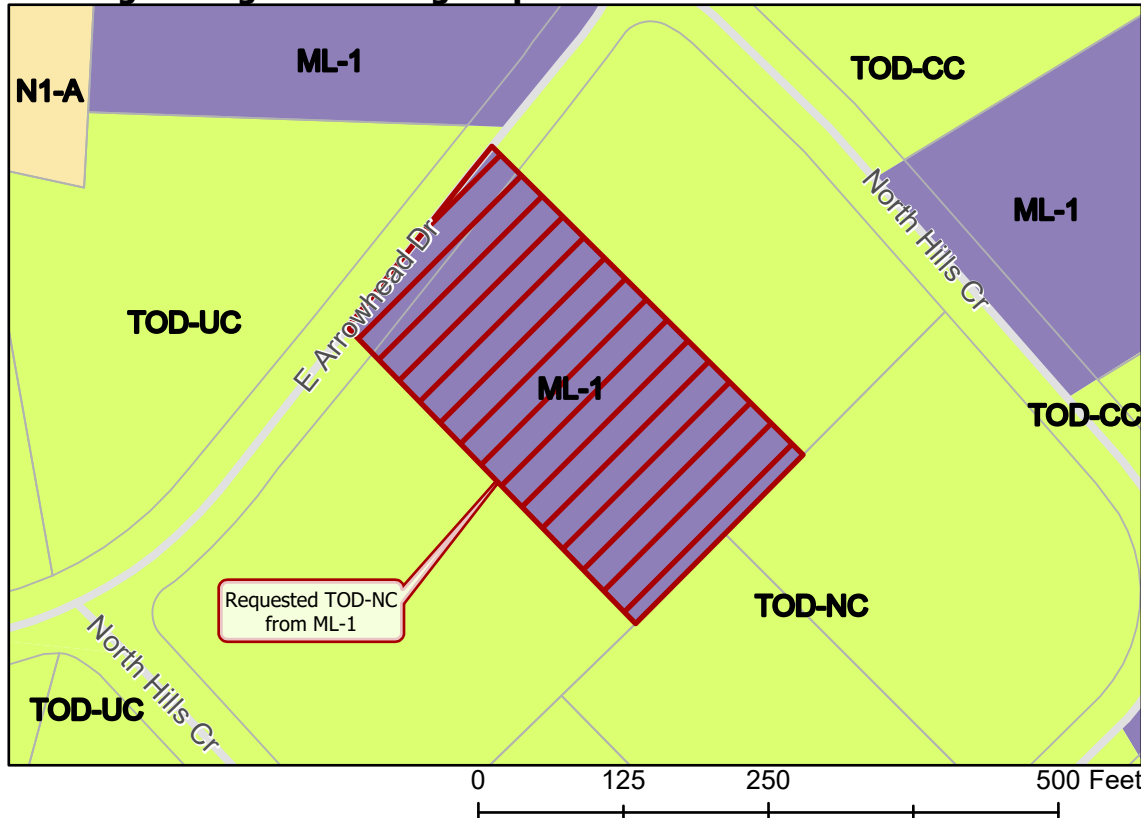 ML-1
TOD-CC
N1-A
ML-1
North Hills Cr
E Arrowhead Dr
TOD-UC
ML-1
TOD-CC
Requested TOD-NC
from ML-1
TOD-NC
North Hills Cr
TOD-UC
0 125 250 500 Feet